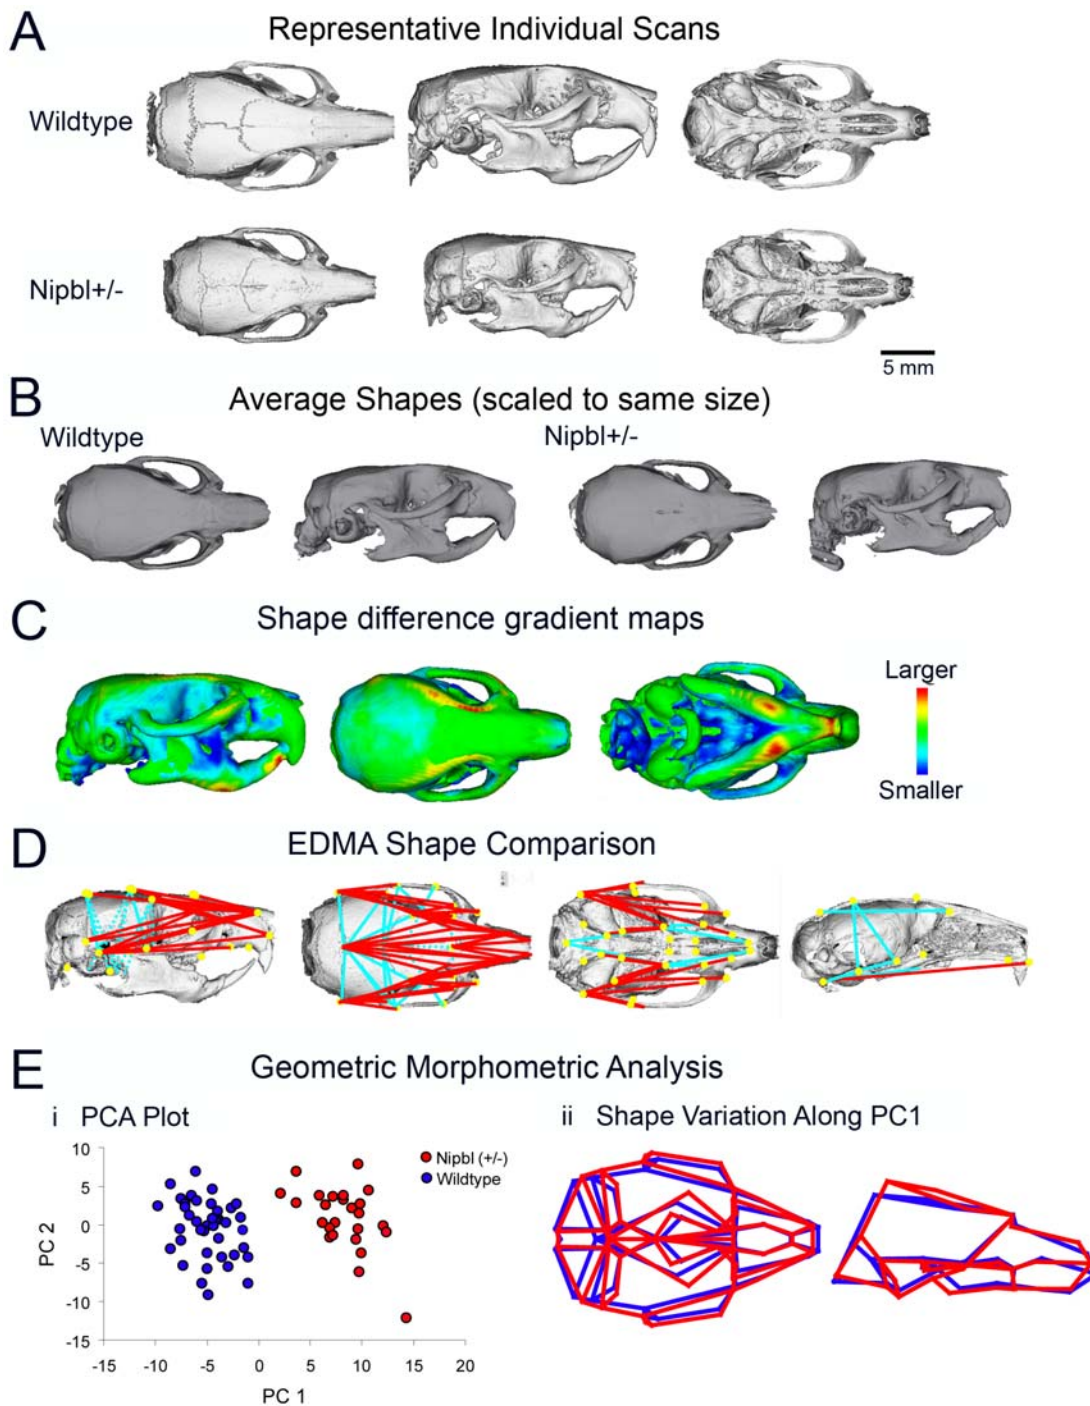 A
Representative Individual Scans
Wildtype
Nipbl+/-
5 mm
B
Average Shapes (scaled to same size)
Wildtype
Nipbl+/-
C
Shape difference gradient maps
Larger
Smaller
D
EDMA Shape Comparison
E
Geometric Morphometric Analysis
i PCA Plot
ii Shape Variation Along PC1
10
5
0
-5
-10
-15
PC 2
Nipbl (+/-)
Wildtype
-15 -10 -5 0 5 10 15 20
PC 1